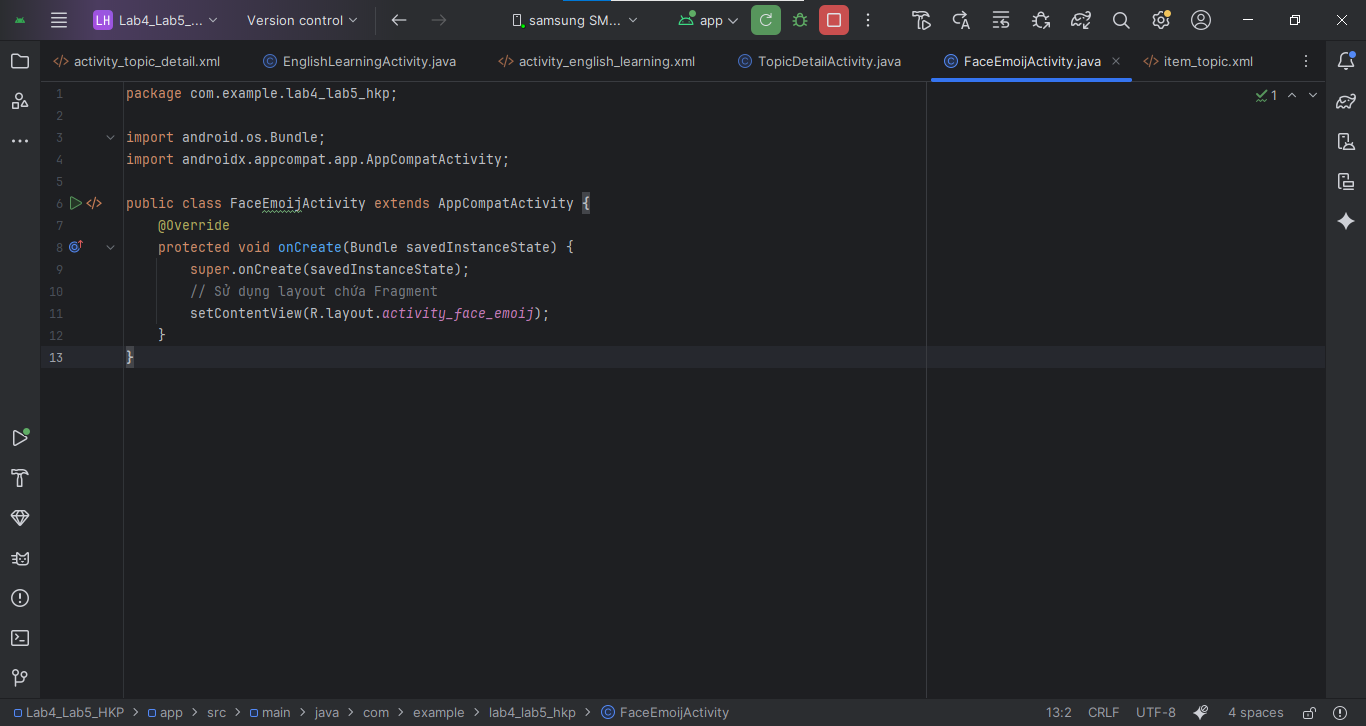 LH Lab4_Lab5_... Version control samsung SM... app
activity_topic_detail.xml EnglishLearningActivity.java activity_english_learning.xml TopicDetailActivity.java FaceEmoijActivity.java item_topic.xml
1 package com.example.lab4_lab5_hkp; 1
2
3 import android.os.Bundle;
4 import androidx.appcompat.app.AppCompatActivity;
5
6 public class FaceEmoijActivity extends AppCompatActivity {
7 @Override
8 protected void onCreate(Bundle savedInstanceState) {
9 super.onCreate(savedInstanceState);
10 // Sử dụng layout chứa Fragment
11 setContentView(R.layout.activity_face_emoij);
12 }
13 }
Lab4_Lab5_HKP > app > src > main > java > com > example > lab4_lab5_hkp > FaceEmoijActivity 13:2 CRLF UTF-8 4 spaces